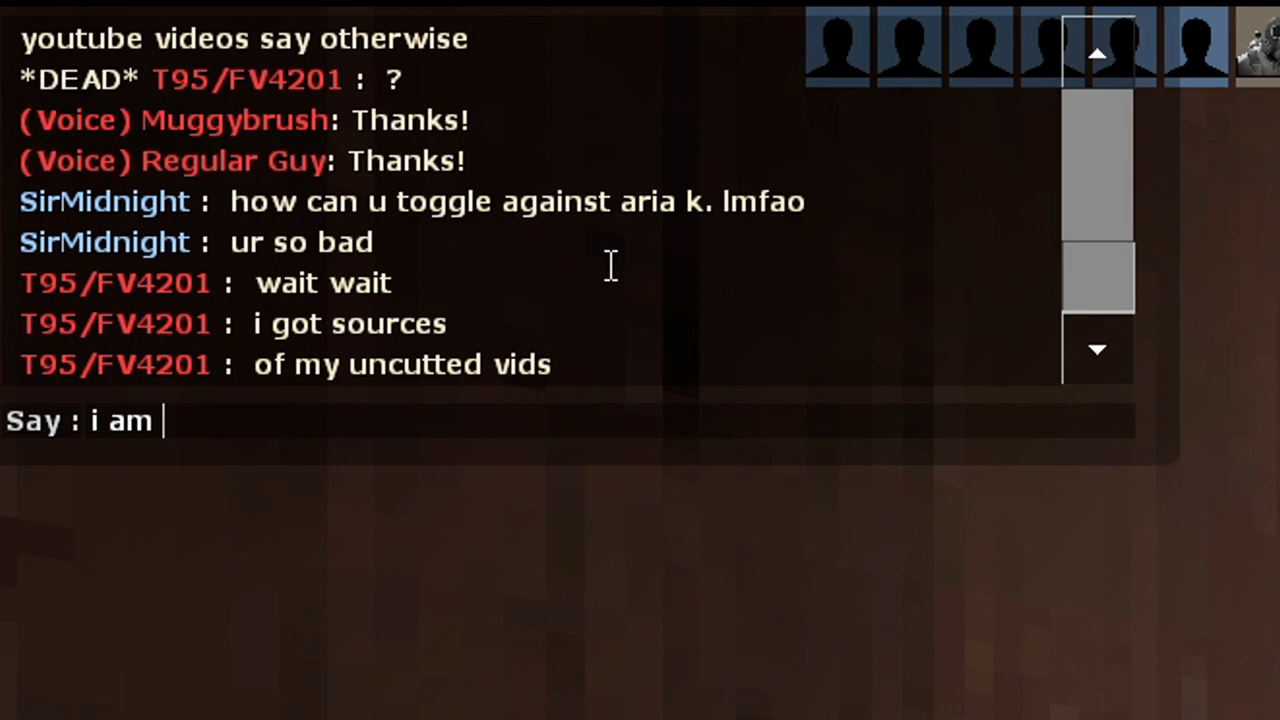 youtube videos say otherwise
*DEAD* T95/FV4201 :  ?
(Voice) Muggybrush: Thanks!
(Voice) Regular Guy: Thanks!
SirMidnight :  how can u toggle against aria k. lmfao
SirMidnight :  ur so bad
T95/FV4201 :  wait wait
T95/FV4201 :  i got sources
T95/FV4201 :  of my uncutted vids
Say : i am